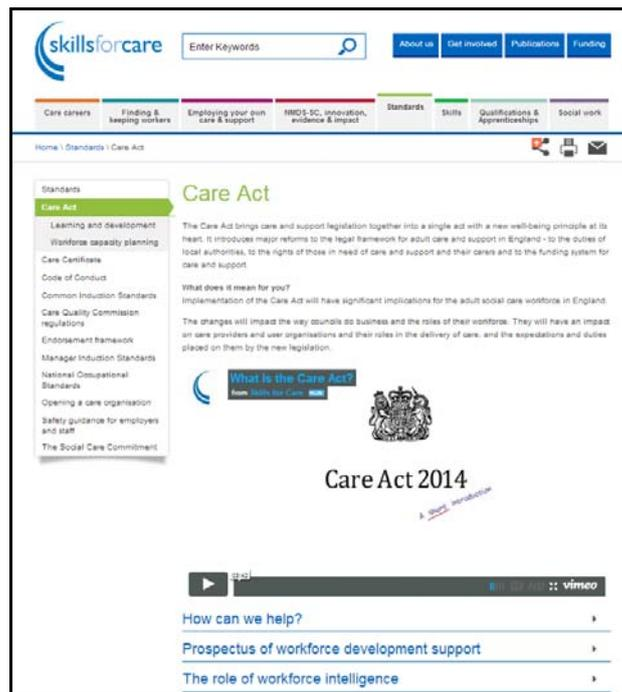 skillsforcare
Enter Keywords
About us
Get involved
Publications
Funding
Care careers
Finding &
keeping workers
Employing your own
care & support
NMDS-SC, innovation,
evidence & impact
Standards
Skills
Qualifications &
Apprenticeships
Social work
Home \ Standards \ Care Act
Standards
Care Act
Learning and development
Workforce capacity planning
Care Certificate
Code of Conduct
Common Induction Standards
Care Quality Commission
regulations
Endorsement framework
Manager Induction Standards
National Occupational
Standards
Opening a care organisation
Safety guidance for employers
and staff
The Social Care Commitment
Care Act
The Care Act brings care and support legislation together into a single act with a new well-being principle at its
heart. It introduces major reforms to the legal framework for adult care and support in England - to the duties of
local authorities, to the rights of those in need of care and support and their carers and to the funding system for
care and support.
What does it mean for you?
Implementation of the Care Act will have significant implications for the adult social care workforce in England.
The changes will impact the way councils do business and the roles of their workforce. They will have an impact
on care providers and user organisations and their roles in the delivery of care, and the expectations and duties
placed on them by the new legislation.
What is the Care Act?
from Skills for Care
Care Act 2014
A short introduction
vimeo
How can we help?
Prospectus of workforce development support
The role of workforce intelligence